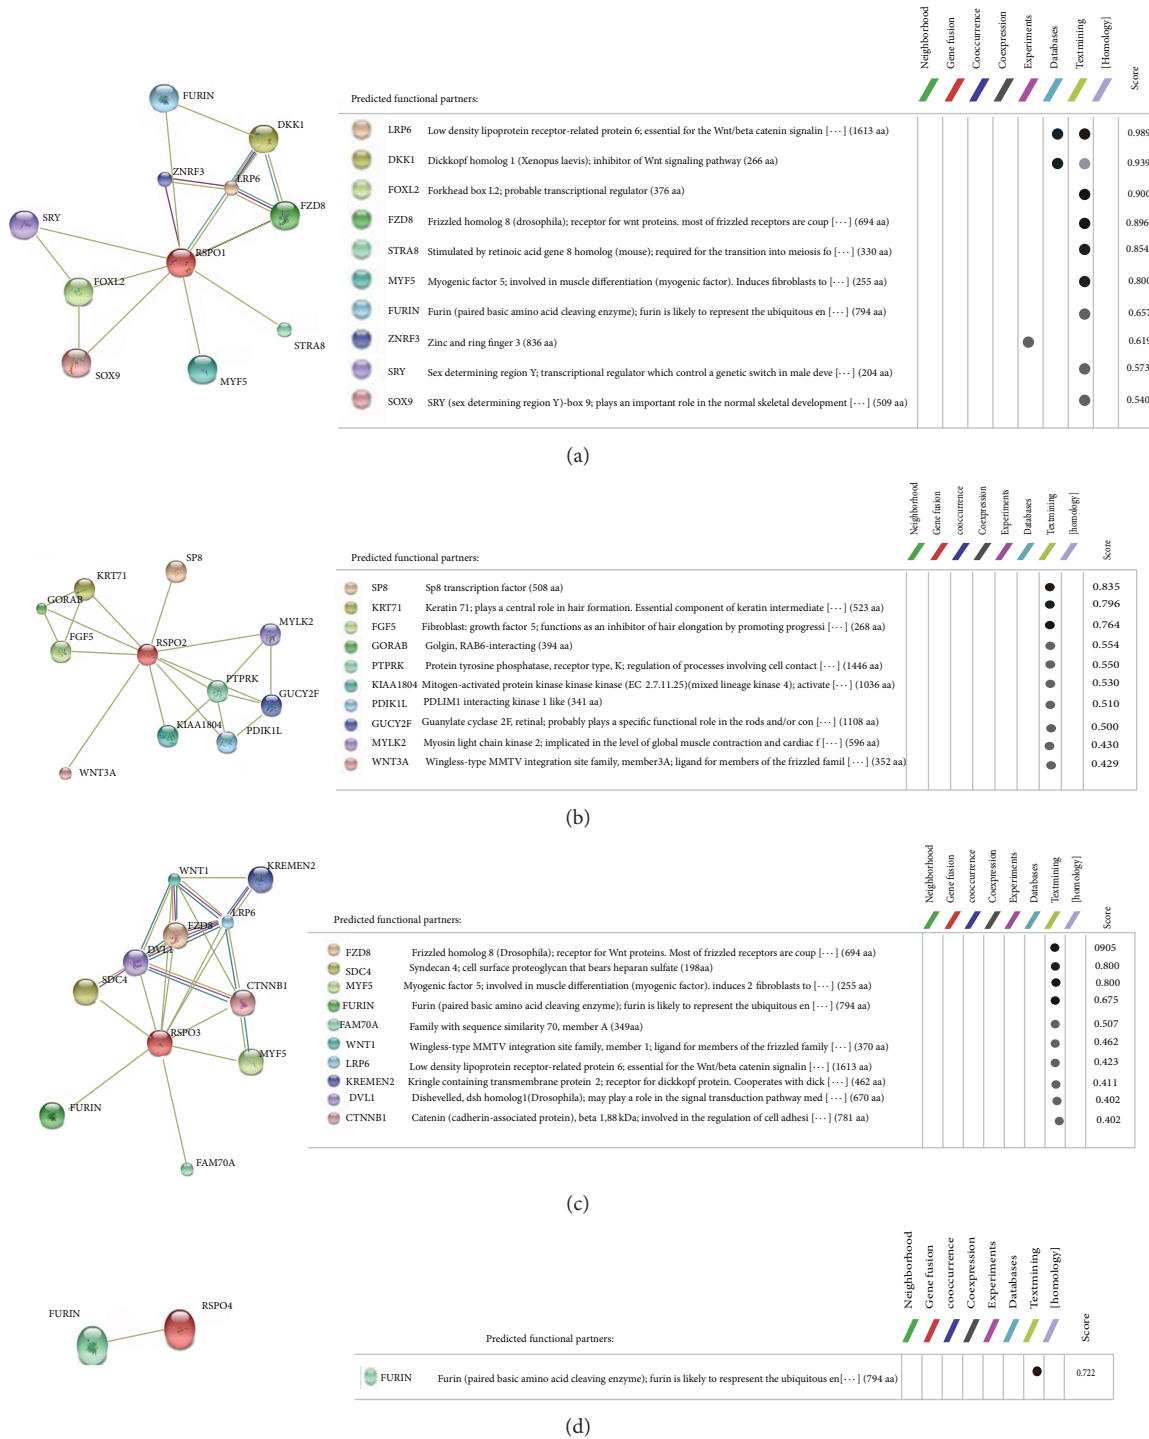 (a)
Neighborhood
Gene fusion
Cooccurrence
Coexpression
Experiments
Databases
Textmining
[Homology]
Score
Predicted functional partners:
FURIN
DKK1
ZNRF3
LRP6
FZD8
SRY
RSPO1
FOXL2
STRA8
SOX9
MYF5
LRP6 Low density lipoprotein receptor-related protein 6; essential for the Wnt/beta catenin signalin [···] (1613 aa) 0.989
DKK1 Dickkopf homolog 1 (Xenopus laevis); inhibitor of Wnt signaling pathway (266 aa) 0.939
FOXL2 Forkhead box L2; probable transcriptional regulator (376 aa) 0.900
FZD8 Frizzled homolog 8 (drosophila); receptor for wnt proteins. most of frizzled receptors are coup [···] (694 aa) 0.896
STRA8 Stimulated by retinoic acid gene 8 homolog (mouse); required for the transition into meiosis fo [···] (330 aa) 0.854
MYF5 Myogenic factor 5; involved in muscle differentiation (myogenic factor). Induces fibroblasts to [···] (255 aa) 0.800
FURIN Furin (paired basic amino acid cleaving enzyme); furin is likely to represent the ubiquitous en [···] (794 aa) 0.657
ZNRF3 Zinc and ring finger 3 (836 aa) 0.619
SRY Sex determining region Y; transcriptional regulator which control a genetic switch in male deve [···] (204 aa) 0.573
SOX9 SRY (sex determining region Y)-box 9; plays an important role in the normal skeletal development [···] (509 aa) 0.540
(a)
Neighborhood
Gene fusion
cooccurrence
Coexpression
Experiments
Databases
Textmining
[homology]
Score
Predicted functional partners:
SP8
KRT71
GORAB
FGF5
RSPO2
MYLK2
PTPRK
GUCY2F
KIAA1804
PDIK1L
WNT3A
SP8 Sp8 transcription factor (508 aa) 0.835
KRT71 Keratin 71; plays a central role in hair formation. Essential component of keratin intermediate [···] (523 aa) 0.796
FGF5 Fibroblast: growth factor 5; functions as an inhibitor of hair elongation by promoting progressi [···] (268 aa) 0.764
GORAB Golgin, RAB6-interacting (394 aa) 0.554
PTPRK Protein tyrosine phosphatase, receptor type, K; regulation of processes involving cell contact [···] (1446 aa) 0.550
KIAA1804 Mitogen-activated protein kinase kinase kinase (EC 2.7.11.25)(mixed lineage kinase 4); activate [···] (1036 aa) 0.530
PDIK1L PDLIM1 interacting kinase 1 like (341 aa) 0.510
GUCY2F Guanylate cyclase 2F, retinal; probably plays a specific functional role in the rods and/or con [···] (1108 aa) 0.500
MYLK2 Myosin light chain kinase 2; implicated in the level of global muscle contraction and cardiac f [···] (596 aa) 0.430
WNT3A Wingless-type MMTV integration site family, member3A; ligand for members of the frizzled famil [···] (352 aa) 0.429
(b)
Neighborhood
Gene fusion
cooccurrence
Coexpression
Experiments
Databases
Textmining
[homology]
Score
Predicted functional partners:
WNT1
KREMEN2
LRP6
FZD8
DVL1
SDC4
CTNNB1
RSPO3
MYF5
FURIN
FAM70A
FZD8 Frizzled homolog 8 (Drosophila); receptor for Wnt proteins. Most of frizzled receptors are coup [···] (694 aa) 0905
SDC4 Syndecan 4; cell surface proteoglycan that bears heparan sulfate (198aa) 0.800
MYF5 Myogenic factor 5; involved in muscle differentiation (myogenic factor). induces 2 fibroblasts to [···] (255 aa) 0.800
FURIN Furin (paired basic amino acid cleaving enzyme); furin is likely to represent the ubiquitous en [···] (794 aa) 0.675
FAM70A Family with sequence similarity 70, member A (349aa) 0.507
WNT1 Wingless-type MMTV integration site family, member 1; ligand for members of the frizzled family [···] (370 aa) 0.462
LRP6 Low density lipoprotein receptor-related protein 6; essential for the Wnt/beta catenin signalin [···] (1613 aa) 0.423
KREMEN2 Kringle containing transmembrane protein 2; receptor for dickkopf protein. Cooperates with dick [···] (462 aa) 0.411
DVL1 Dishevelled, dsh homolog1(Drosophila); may play a role in the signal transduction pathway med [···] (670 aa) 0.402
CTNNB1 Catenin (cadherin-associated protein), beta 1,88 kDa; involved in the regulation of cell adhesi [···] (781 aa) 0.402
(c)
Neighborhood
Gene fusion
cooccurrence
Coexpression
Experiments
Databases
Textmining
[homology]
Score
FURIN
RSPO4
Predicted functional partners:
FURIN Furin (paired basic amino acid cleaving enzyme); furin is likely to respresent the ubiquitous en[···] (794 aa) 0.722
(d)